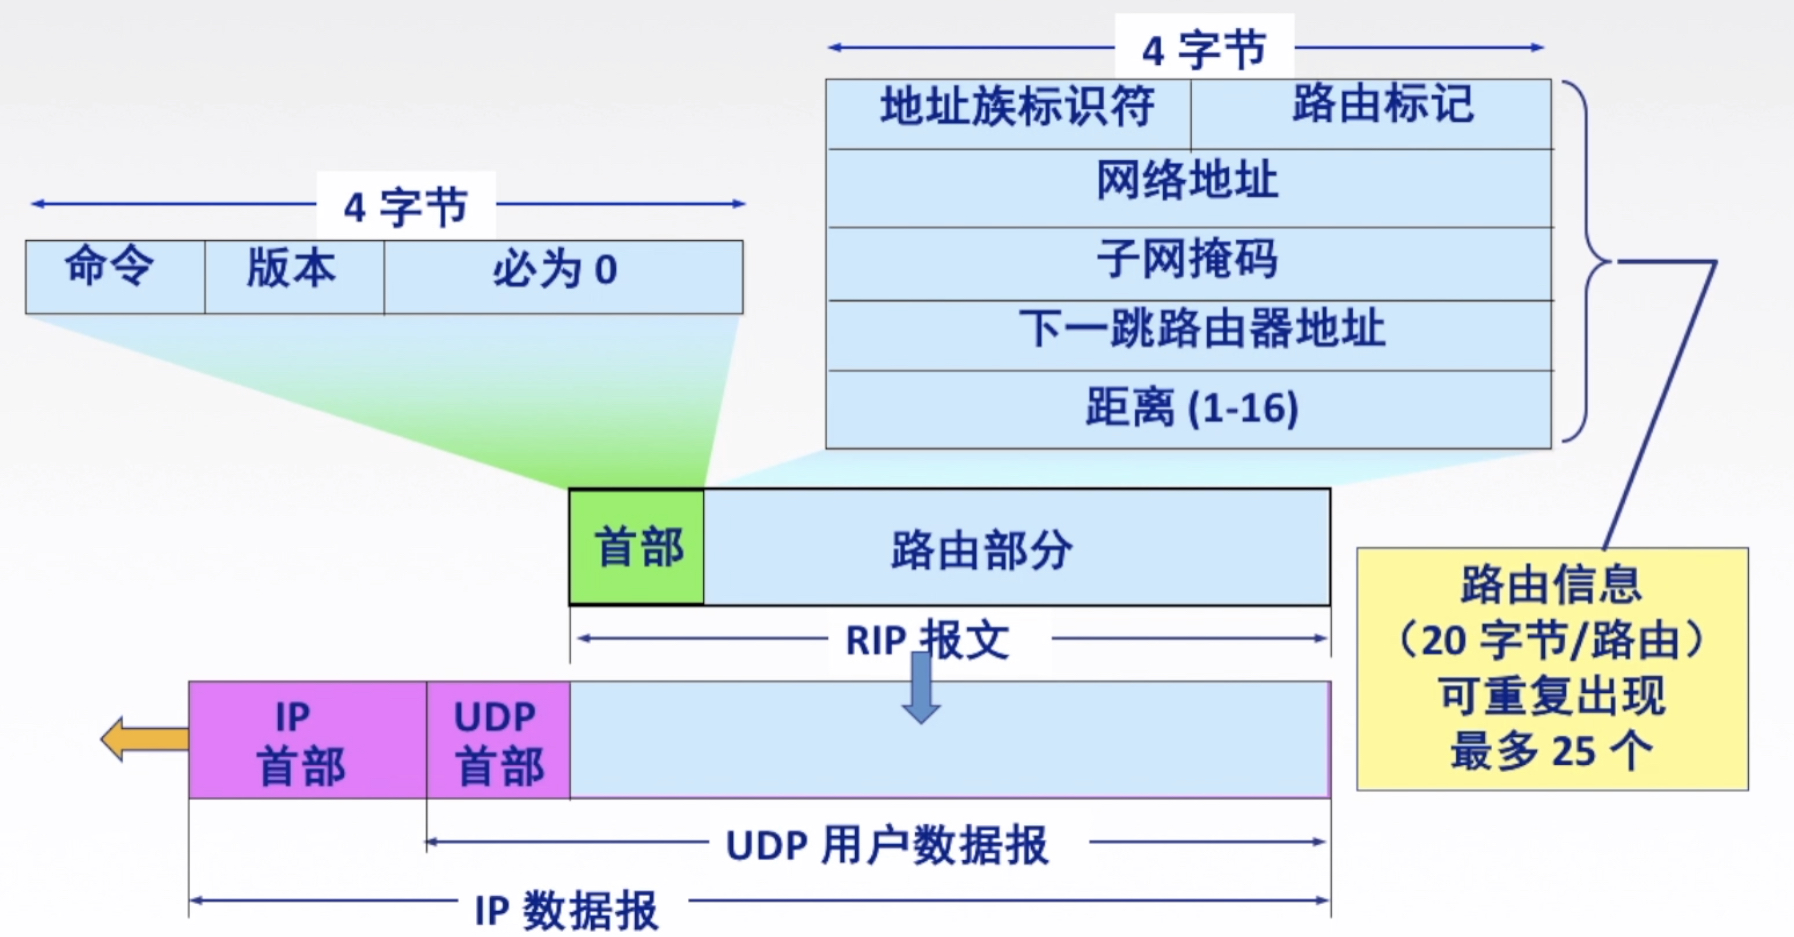 4 字节
地址族标识符 路由标记
网络地址
子网掩码
下一跳路由器地址
距离 (1-16)
4 字节
命令 版本 必为 0
首部 路由部分
RIP 报文
路由信息
（20 字节/路由）
可重复出现
最多 25 个
IP
首部
UDP
首部
UDP 用户数据报
IP 数据报